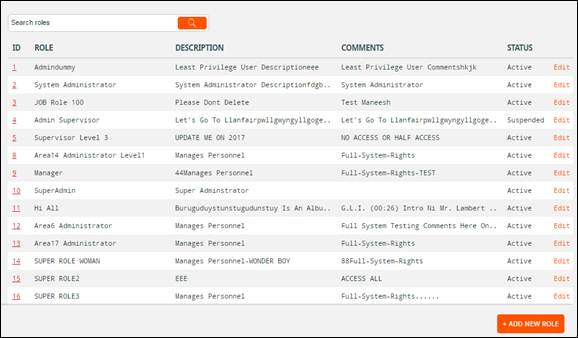 Search roles
ID ROLE DESCRIPTION COMMENTS STATUS
1 Admindummy Least Privilege User Descriptioneee Least Privilege User Commentshkjk Active Edit
2 System Administrator System Administrator Descriptionfdgb.. System Administrator Active Edit
3 JOB Role 100 Please Dont Delete Test Maneesh Active Edit
4 Admin Supervisor Let's Go To Llanfairpwllgwyngyllgoge.. Let's Go To Llanfairpwllgwyngyllgoge.. Suspended Edit
5 Supervisor Level 3 UPDATE ME ON 2017 NO ACCESS OR HALF ACCESS Active Edit
8 Area14 Administrator Level1 Manages Personnel Full-System-Rights Active Edit
9 Manager 44Manages Personnel Full-System-Rights-TEST Active Edit
10 SuperAdmin Super Adminstrator Active Edit
11 Hi All Buruguduystunstugudunstuy Is An Albu.. G.L.I. (00:26) Intro Ni Mr. Lambert .. Active Edit
12 Area6 Administrator Manages Personnel Full System Testing Comments Here On.. Active Edit
13 Area17 Administrator Manages Personnel Full-System-Rights Active Edit
14 SUPER ROLE WOMAN Manages Personnel-WONDER BOY 88Full-System-Rights Active Edit
15 SUPER ROLE2 EEE ACCESS ALL Active Edit
16 SUPER ROLE3 Manages Personnel Full-System-Rights...... Active Edit
+ ADD NEW ROLE